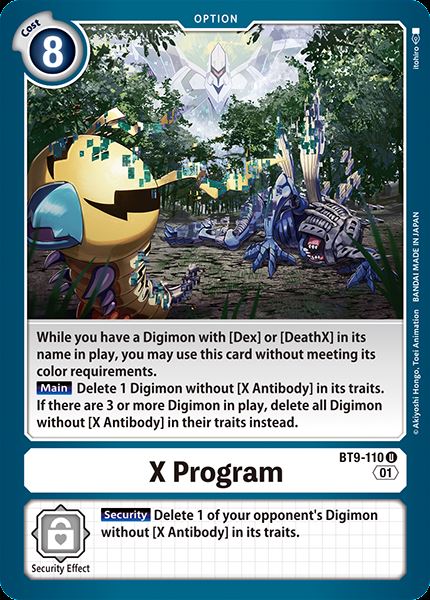 OPTION
Cost
8
itohiro
© Akiyoshi Hongo, Toei Animation BANDAI MADE IN JAPAN
While you have a Digimon with [Dex] or [DeathX] in its
name in play, you may use this card without meeting its
color requirements.
Main Delete 1 Digimon without [X Antibody] in its traits.
If there are 3 or more Digimon in play, delete all Digimon
without [X Antibody] in their traits instead.
BT9-110 U
X Program
01
Security Delete 1 of your opponent's Digimon
without [X Antibody] in its traits.
Security Effect